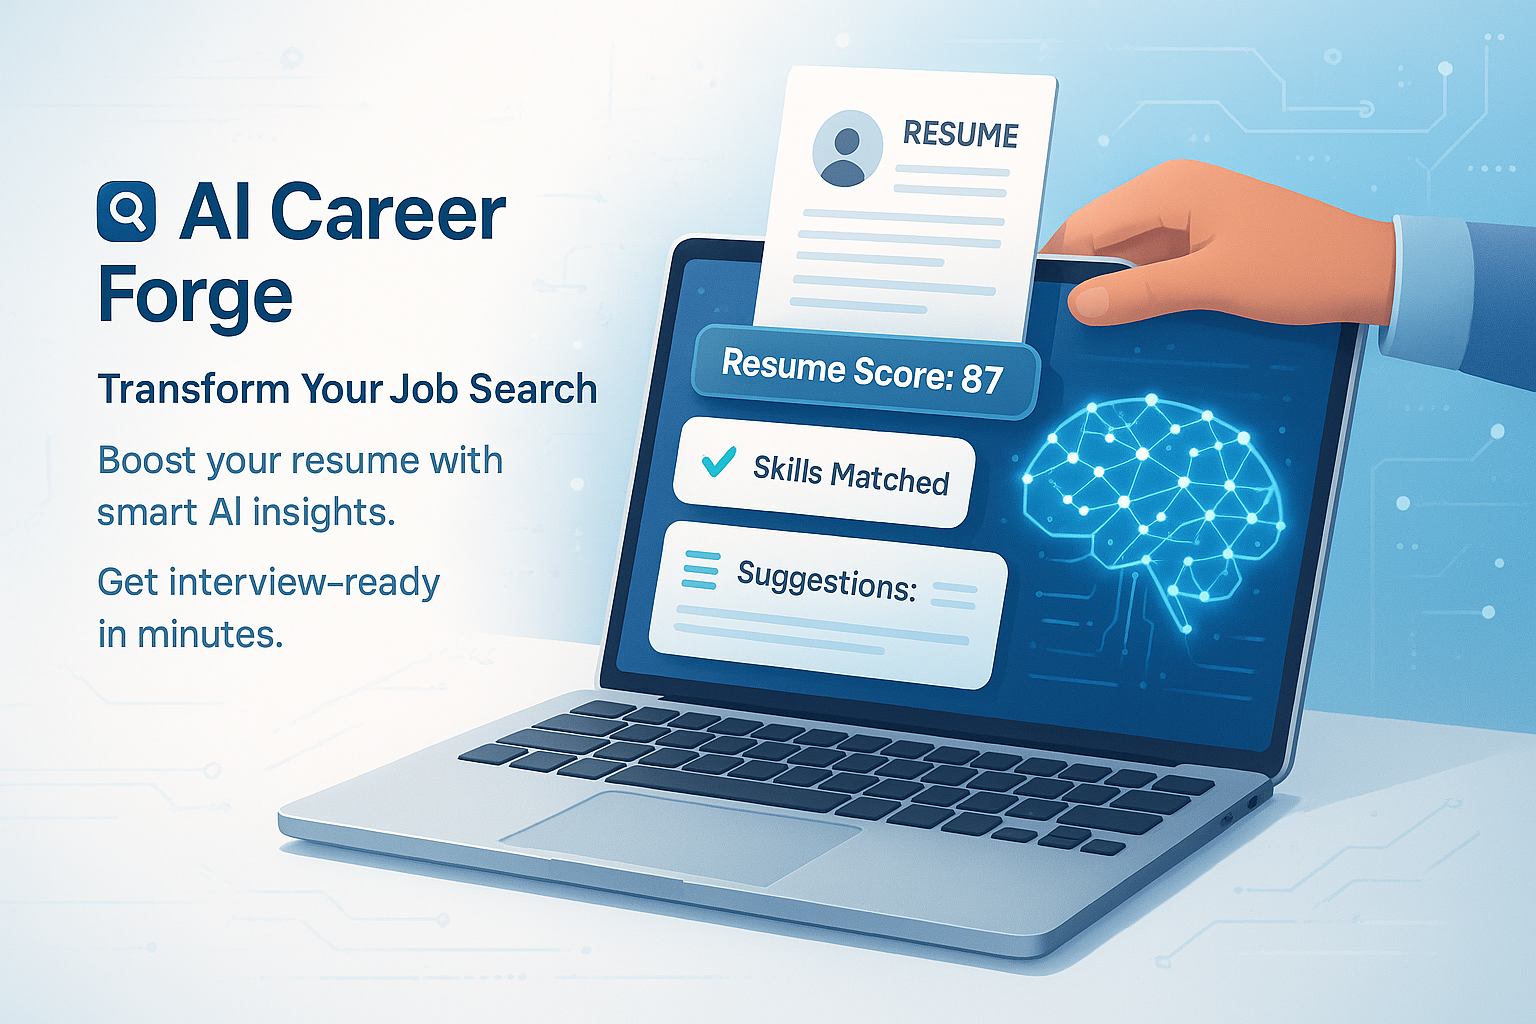 AI Career
Forge
Transform Your Job Search
Boost your resume with
smart AI insights.
Get interview-ready
in minutes.
RESUME
Resume Score: 87
Skills Matched
Suggestions: